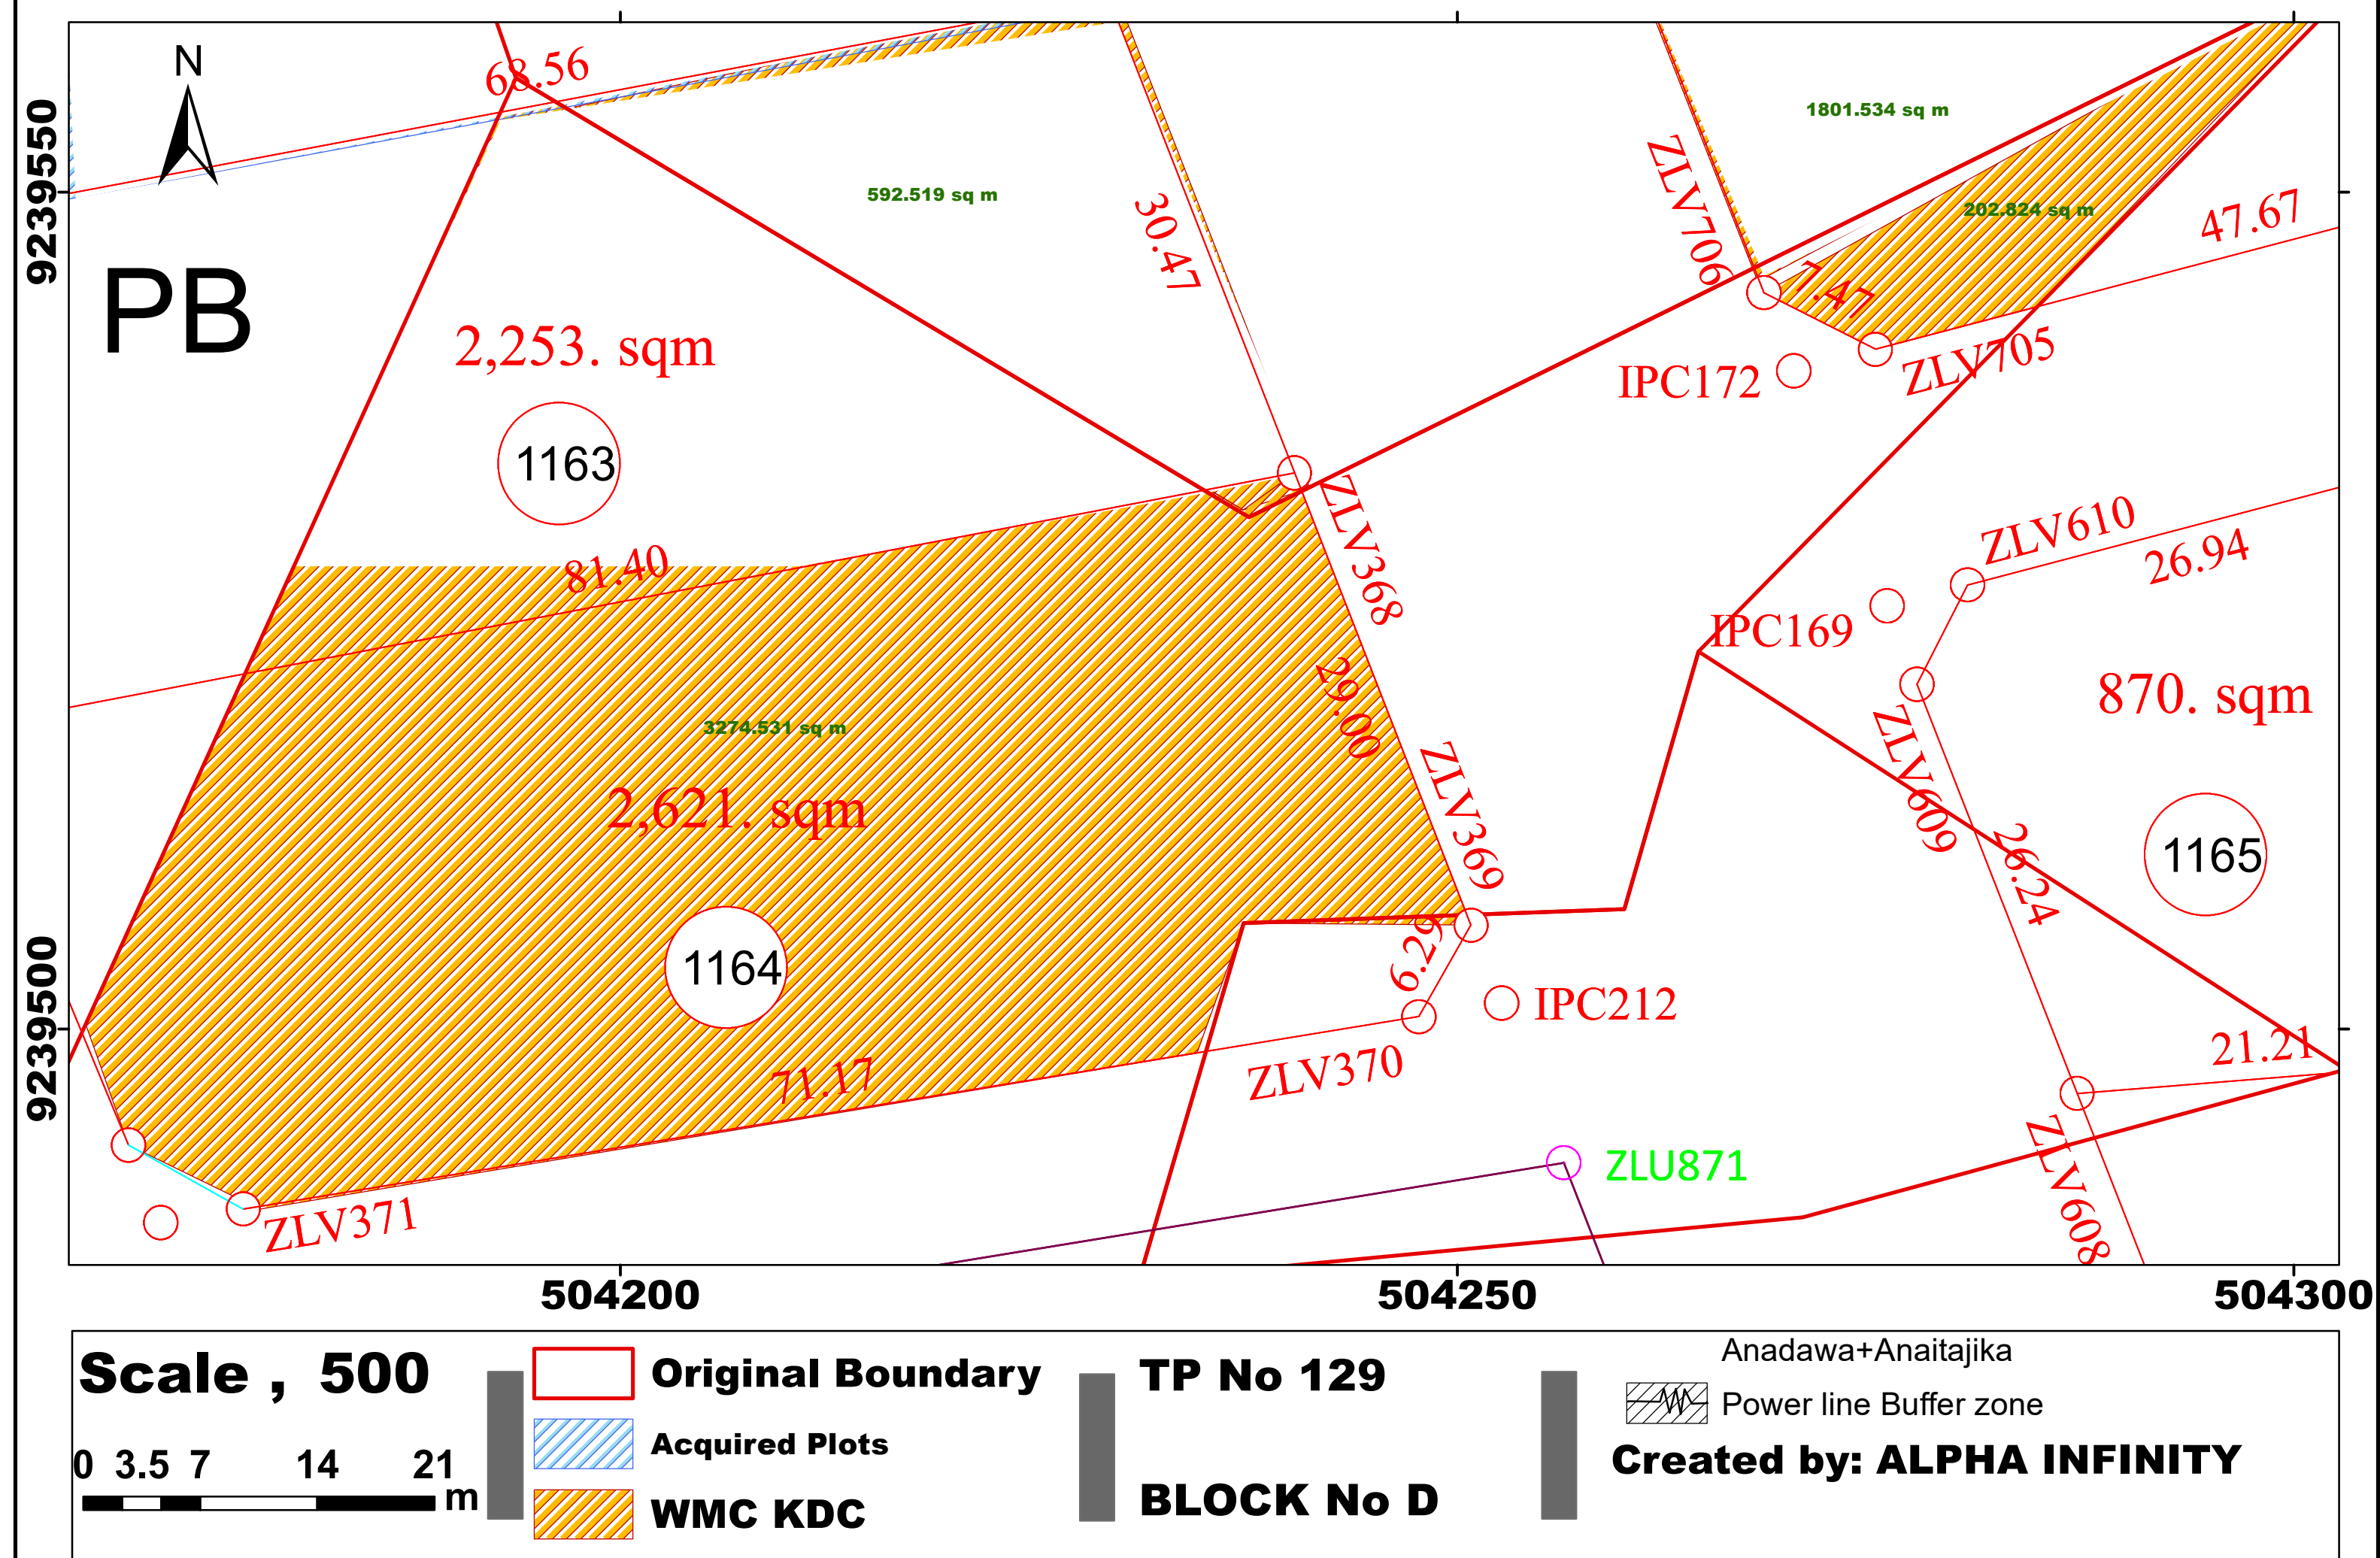 N
68.56
1801.534 sq m
9239550
592.519 sq m
30.47
ZLV706
202.824 sq m
47.67
7.47
PB
2,253. sqm
IPC172
ZLV705
1163
ZLV368
ZLV610
81.40
26.94
IPC169
29.00
870. sqm
3274.531 sq m
ZLV609
2,621. sqm
ZLV369
26.24
1165
1164
6.29
IPC212
9239500
71.17
ZLV370
21.21
ZLU871
ZLV371
ZLV608
504200
504250
504300
Scale , 500
0 3.5 7 14 21
m
Original Boundary
Acquired Plots
WMC KDC
TP No 129
BLOCK No D
Anadawa+Anaitajika
Power line Buffer zone
Created by: ALPHA INFINITY